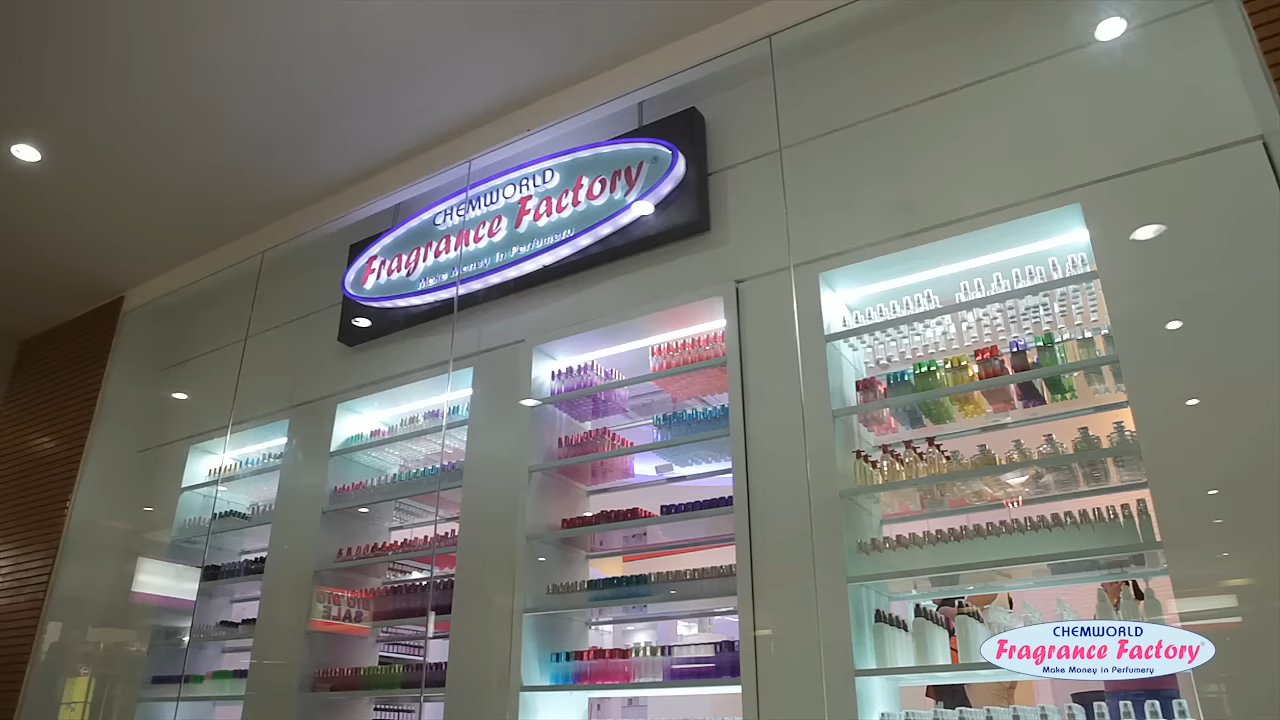 CHEMWORLD
Fragrance Factory®
Make Money In Perfumery
SALE
CHEMWORLD
Fragrance Factory®
Make Money in Perfumery